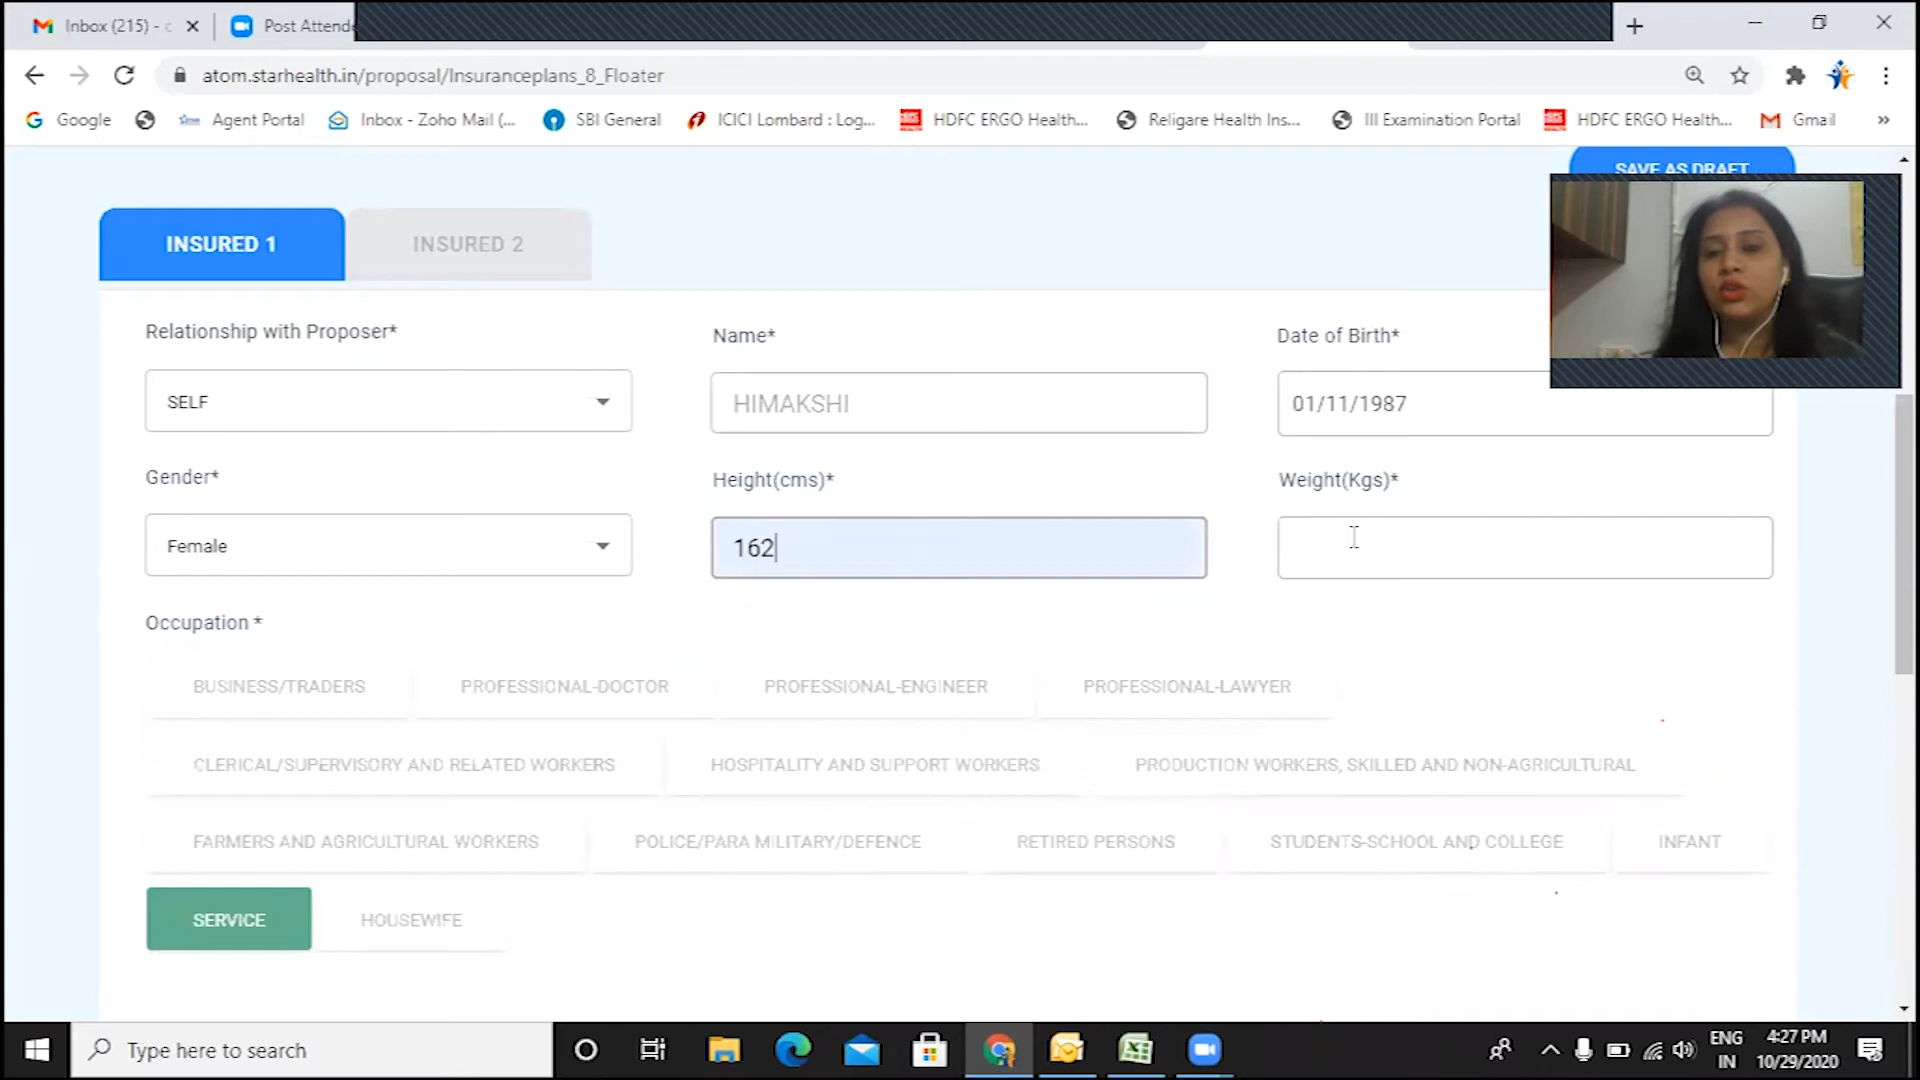 Inbox (215) - c
Post Attende
atom.starhealth.in/proposal/Insuranceplans_8_Floater
Google
Agent Portal
Inbox - Zoho Mail (...
SBI General
ICICI Lombard : Log...
HDFC ERGO Health...
Religare Health Ins...
III Examination Portal
HDFC ERGO Health...
Gmail
»
SAVE AS DRAFT
INSURED 1
INSURED 2
Relationship with Proposer*
Name*
Date of Birth*
SELF
HIMAKSHI
01/11/1987
Gender*
Height(cms)*
Weight(Kgs)*
Female
162
Occupation *
BUSINESS/TRADERS
PROFESSIONAL-DOCTOR
PROFESSIONAL-ENGINEER
PROFESSIONAL-LAWYER
CLERICAL/SUPERVISORY AND RELATED WORKERS
HOSPITALITY AND SUPPORT WORKERS
PRODUCTION WORKERS, SKILLED AND NON-AGRICULTURAL
FARMERS AND AGRICULTURAL WORKERS
POLICE/PARA MILITARY/DEFENCE
RETIRED PERSONS
STUDENTS-SCHOOL AND COLLEGE
INFANT
SERVICE
HOUSEWIFE
Type here to search
ENG
IN
4:27 PM
10/29/2020